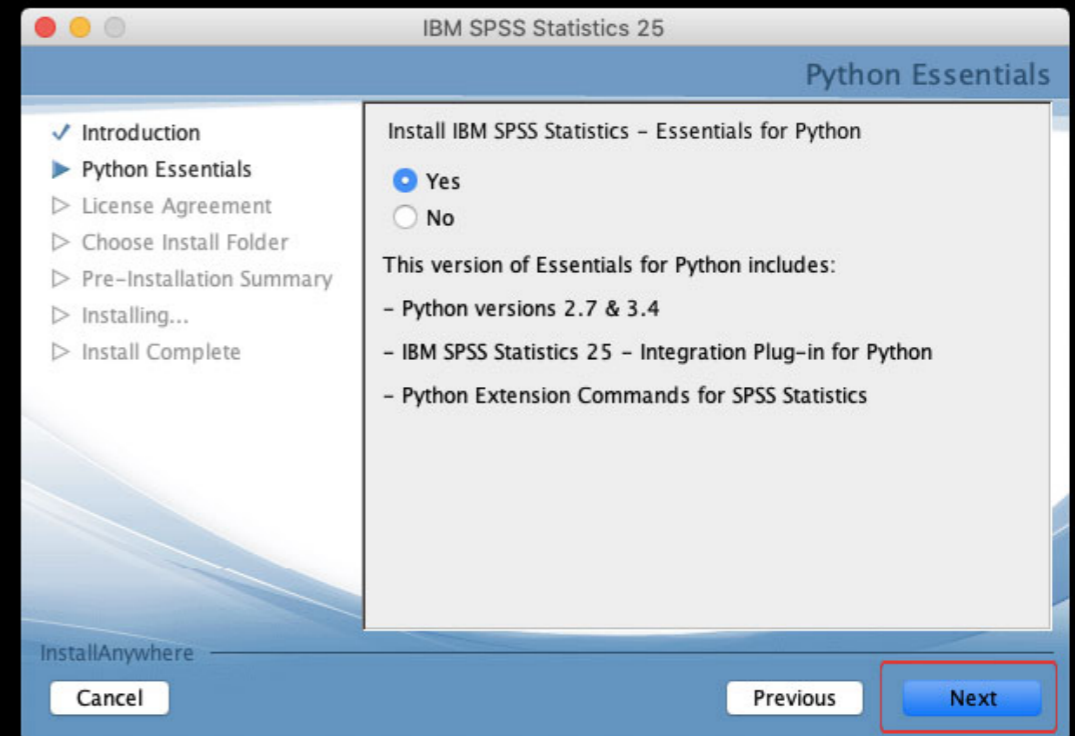 IBM SPSS Statistics 25
Python Essentials
Introduction
Python Essentials
License Agreement
Choose Install Folder
Pre-Installation Summary
Installing...
Install Complete
Install IBM SPSS Statistics - Essentials for Python
Yes
No
This version of Essentials for Python includes:
- Python versions 2.7 & 3.4
- IBM SPSS Statistics 25 - Integration Plug-in for Python
- Python Extension Commands for SPSS Statistics
InstallAnywhere
Cancel
Previous
Next